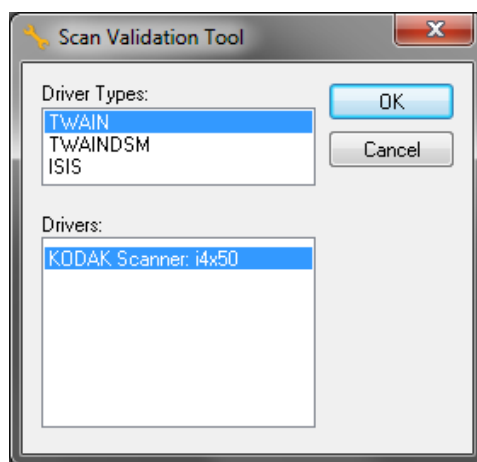 Scan Validation Tool
Driver Types:
TWAIN
TWAINDSM
ISIS
OK
Cancel
Drivers:
KODAK Scanner: i4x50